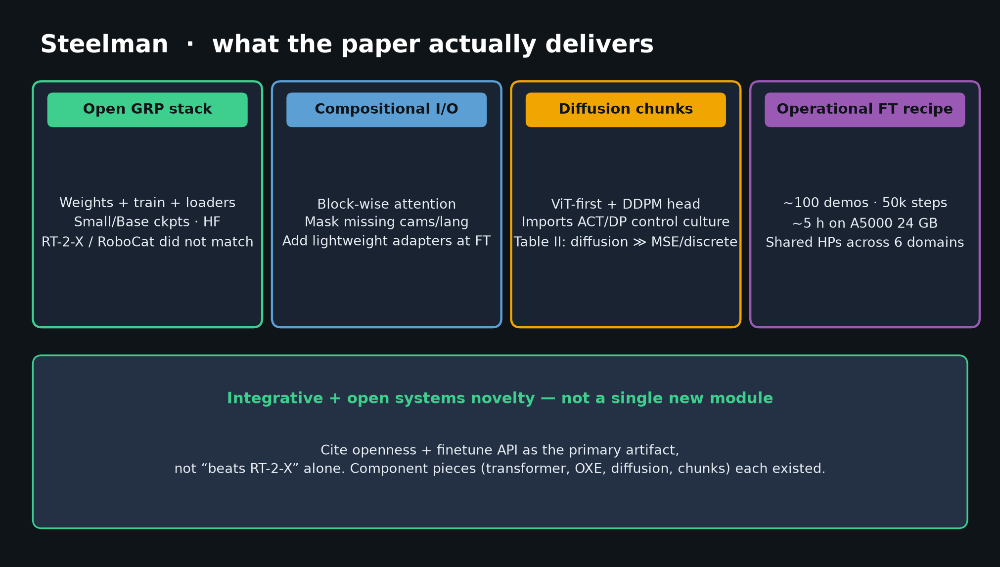 Steelman · what the paper actually delivers
Open GRP stack
Weights + train + loaders
Small/Base ckpts · HF
RT-2-X / RoboCat did not match
Compositional I/O
Block-wise attention
Mask missing cams/lang
Add lightweight adapters at FT
Diffusion chunks
ViT-first + DDPM head
Imports ACT/DP control culture
Table II: diffusion ≫ MSE/discrete
Operational FT recipe
~100 demos · 50k steps
~5 h on A5000 24 GB
Shared HPs across 6 domains
Integrative + open systems novelty — not a single new module
Cite openness + finetune API as the primary artifact,
not “beats RT-2-X” alone. Component pieces (transformer, OXE, diffusion, chunks) each existed.